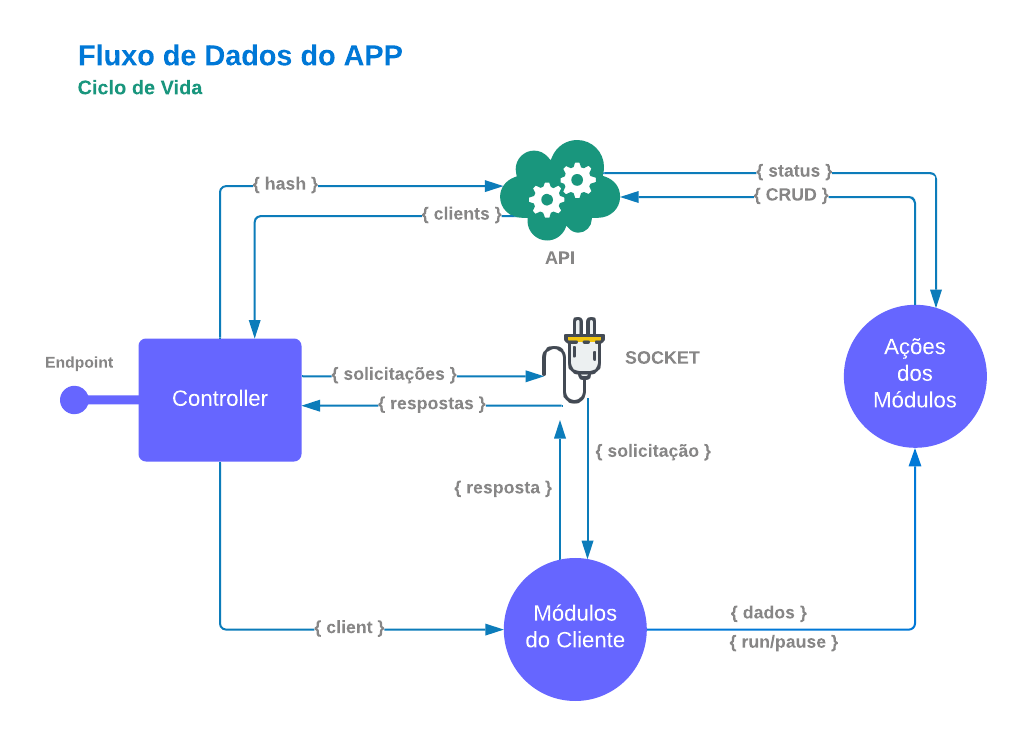 Fluxo de Dados do APP
Ciclo de Vida
{ hash }
{ clients }
{ status }
{ CRUD }
API
Endpoint
Controller
{ solicitações }
{ respostas }
SOCKET
Ações
dos
Módulos
{ solicitação }
{ resposta }
{ client }
Módulos
do Cliente
{ dados }
{ run/pause }